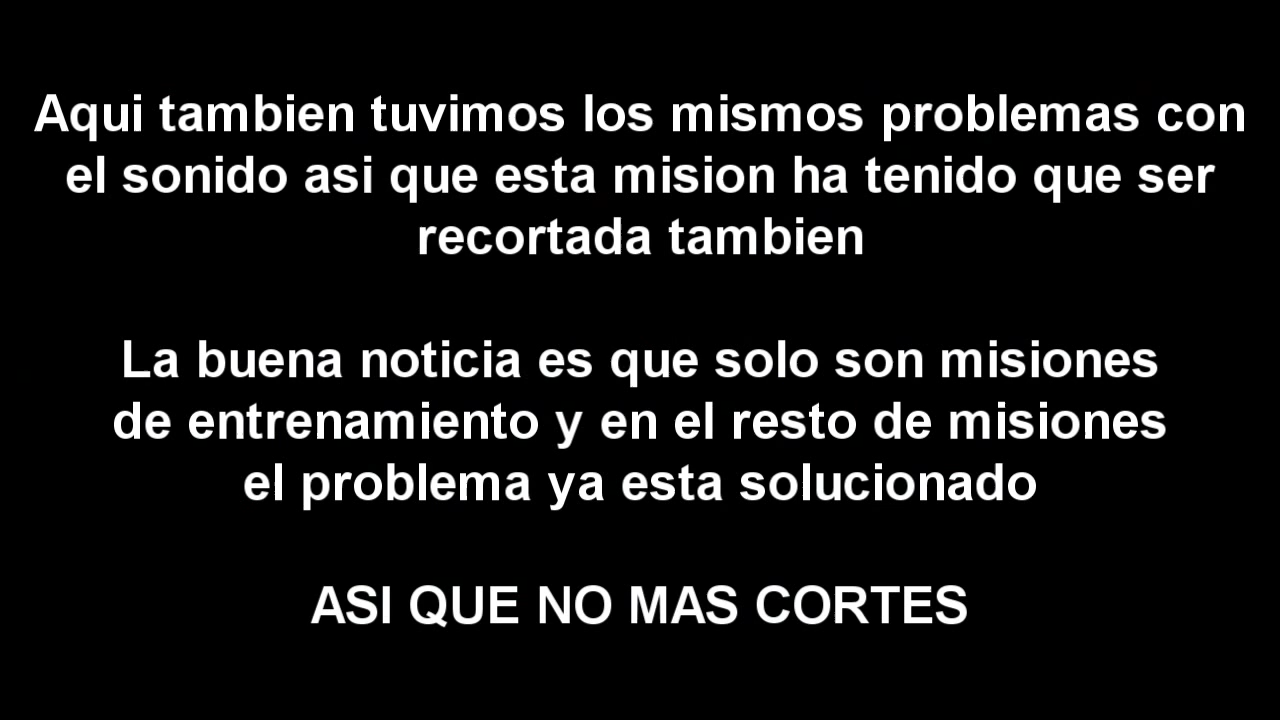 Aqui tambien tuvimos los mismos problemas con
el sonido asi que esta mision ha tenido que ser
recortada tambien
La buena noticia es que solo son misiones
de entrenamiento y en el resto de misiones
el problema ya esta solucionado
ASI QUE NO MAS CORTES